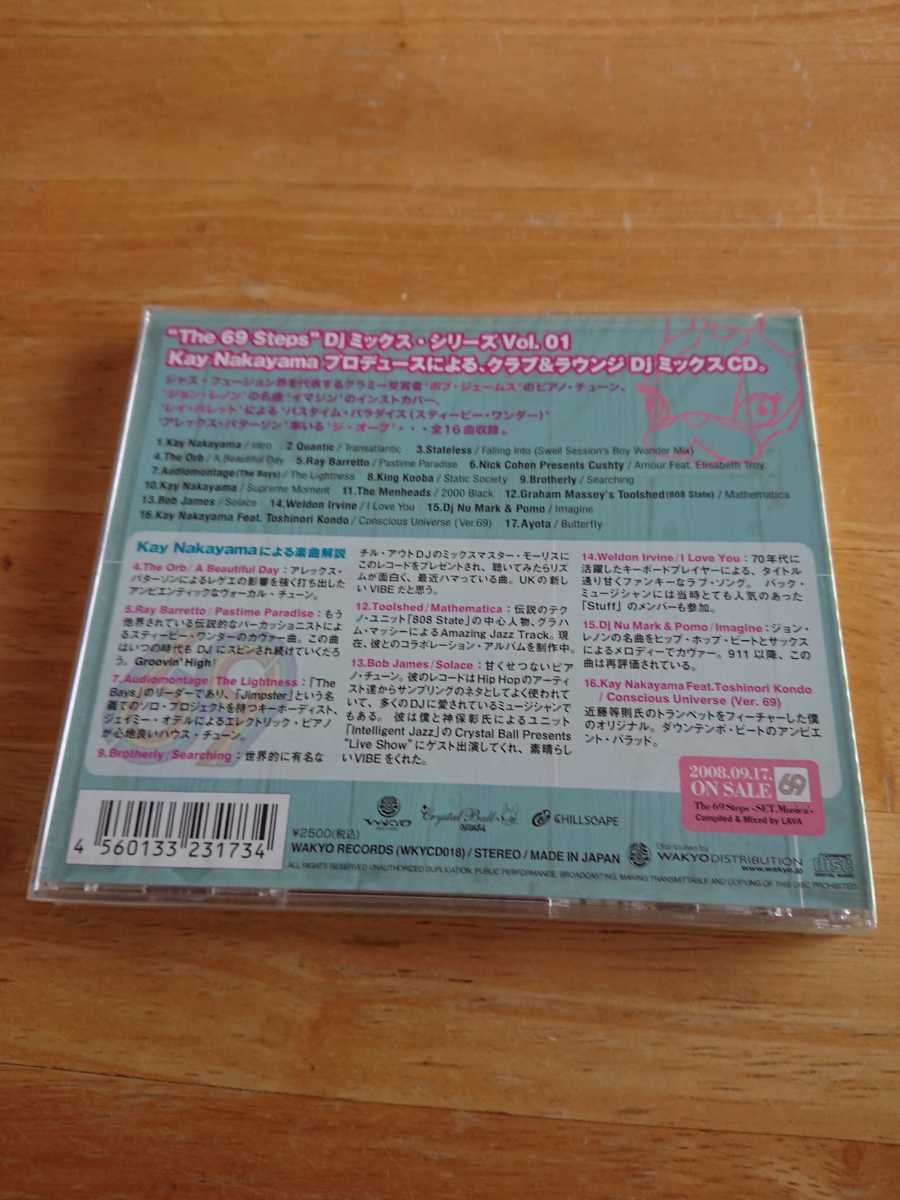 "The 69 Steps" DJ ミックス・シリーズ Vol. 01
Kay Nakayama プロデュースによる、クラブ&ラウンジ DJ ミックスCD。
ジャズ・フュージョン界を代表するグラミー受賞者 'ボブ・ジェームス' のピアノ・チューン、
'ジョン・レノン' の名曲 'イマジン' のインストカバー、
'レイ・バレット' による 'パスタイム・パラダイス (スティービー・ワンダー)'
'アレックス・パターソン' 率いる 'ジ・オーブ'・・・全16曲収録。
1.Kay Nakayama / Intro 2.Quantic / Transatlantic 3.Stateless / Falling Into (Swell Session's Boy Wonder Mix)
4.The Orb / A Beautiful Day 5.Ray Barretto / Pastime Paradise 6.Nick Cohen Presents Cushty / Amour Feat. Elisabeth Troy
7.Audiomontage(The Bays) / The Lightness 8.King Kooba / Static Society 9.Brotherly / Searching
10.Kay Nakayama / Supreme Moment 11.The Menheads / 2000 Black 12.Graham Massey's Toolshed(808 State) / Mathematica
13.Bob James / Solace 14.Weldon Irvine / I Love You 15.Dj Nu Mark & Pomo / Imagine
16.Kay Nakayama Feat. Toshinori Kondo / Conscious Universe (Ver.69) 17.Ayota / Butterfly
Kay Nakayamaによる楽曲解説
4.The Orb / A Beautiful Day：アレックス・
パターソンによるレゲエの影響を強く打ち出した
アンビエンティックなヴォーカル・チューン。
5.Ray Barretto / Pastime Paradise：もう
他界されている伝説的なパーカッショニストによ
るスティービー・ワンダーのカヴァー曲。この曲
はいつの時代も DJ にスピンされ続けていくだろ
う。Groovin' High!
7.Audiomontage / The Lightness：「The
Bays」のリーダーであり、「Jimpster」という名
義でのソロ・プロジェクトを持つキーボーディスト、
ジェイミー・オデルによるエレクトリック・ピアノ
が心地良いハウス・チューン。
9.Brotherly / Searching：世界的に有名な
チル・アウトDJのミックスマスター・モーリスに
このレコードをプレゼントされ、聴いてみたらリズ
ムが面白く、最近ハマっている曲。UKの新しい
VIBE だと思う。
12.Toolshed / Mathematica：伝説のテク
ノ・ユニット「808 State」の中心人物、グラハ
ム・マッシーによるAmazing Jazz Track。現
在、彼とのコラボレーション・アルバムを制作中。
13.Bob James / Solace：甘くせつないピア
ノ・チューン。彼のレコードは Hip Hop のアーティ
スト達からサンプリングのネタとしてよく使われて
いて、多くのDJに愛されているミュージシャンで
もある。 彼は僕と神保彰氏によるユニット
「Intelligent Jazz」の Crystal Ball Presents
"Live Show" にゲスト出演してくれ、素晴らし
いVIBEをくれた。
14.Weldon Irvine / I Love You：70年代に
活躍したキーボードプレイヤーによる、タイトル
通り甘くファンキーなラブ・ソング。 バック・
ミュージシャンには当時とても人気のあった
「Stuff」のメンバーも参加。
15.Dj Nu Mark & Pomo / Imagine：ジョン・
レノンの名曲をヒップ・ホップ・ビートとサックス
によるメロディーでカヴァー。911 以降、この
曲は再評価されている。
16.Kay Nakayama Feat.Toshinori Kondo
/ Conscious Universe (Ver. 69)
近藤等則氏のトランペットをフィーチャーした僕
のオリジナル。ダウンテンポ・ビートのアンビエ
ント・バラッド。
2008.09.17.
ON SALE
69
The 69 Steps -SET.Musica-
Compiled & Mixed by LAVA
4 560133 231734
¥2500(税込)
WAKYO
Crystal Ball
CHILLSCAPE
WAKYO RECORDS (WKYCD018) / STEREO / MADE IN JAPAN
Distributed by
WAKYO DISTRIBUTION
www.wakyo.jp
disc
DIGITAL AUDIO
ALL RIGHTS RESERVED. UNAUTHORIZED DUPLICATION, PUBLIC PERFORMANCE, BROADCASTING, MAKING TRANSMITTABLE AND COPYING OF THIS DISC PROHIBITED.